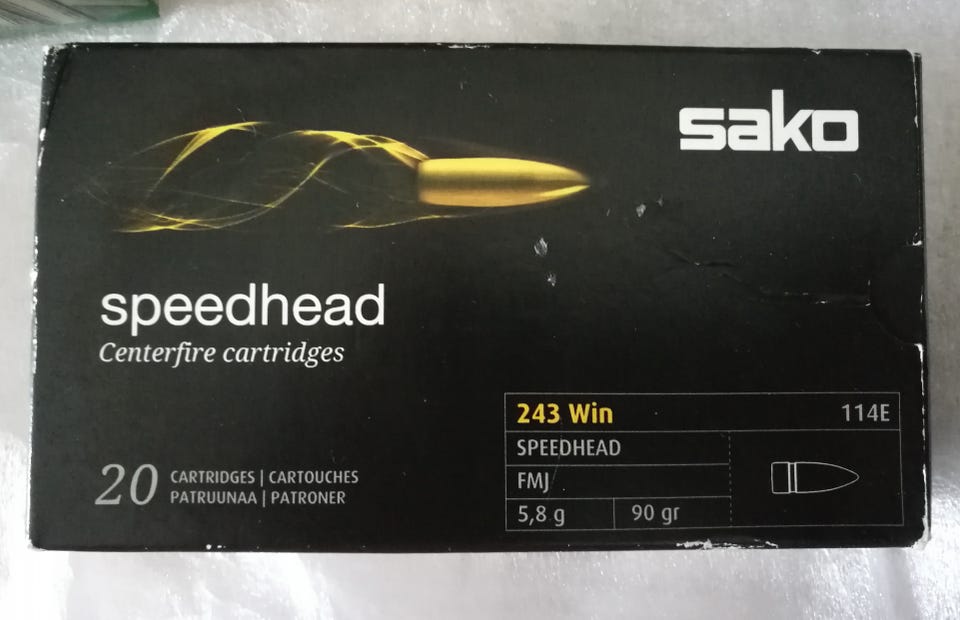 sako
speedhead
Centerfire cartridges
243 Win 114E
SPEEDHEAD
FMJ
5,8 g 90 gr
20 CARTRIDGES | CARTOUCHES
PATRUUNAA | PATRONER